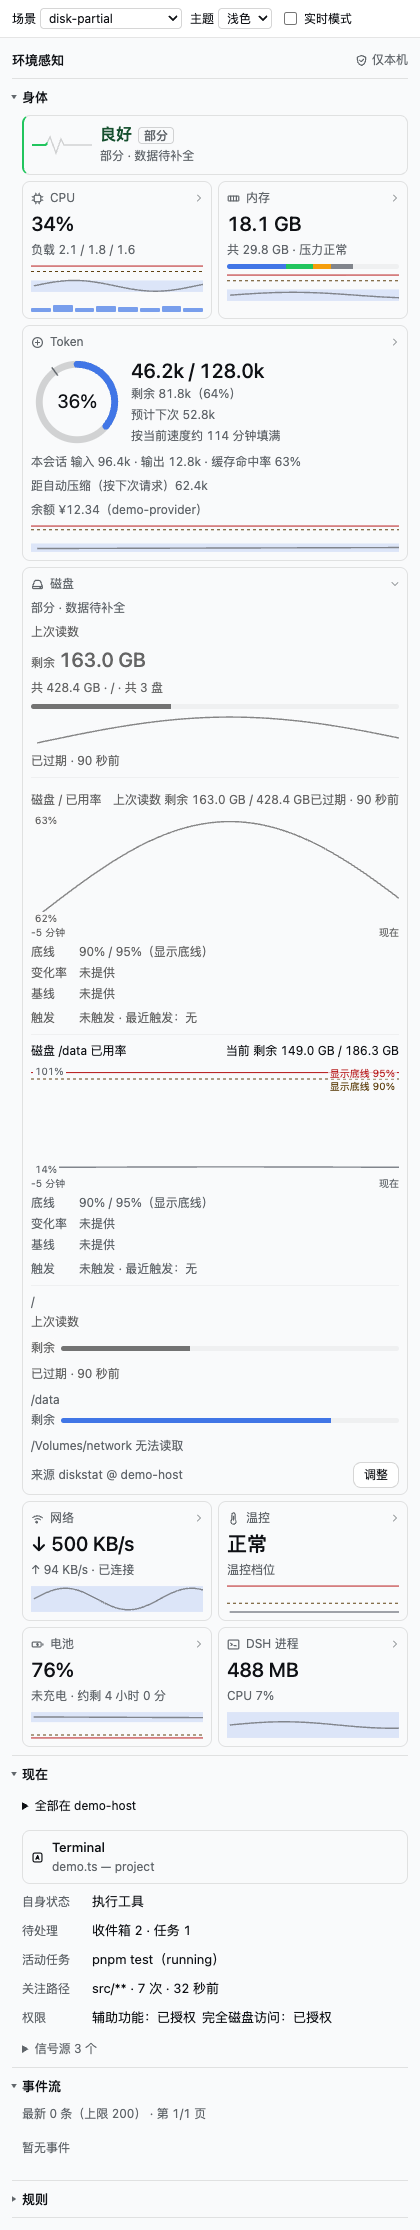 场景 disk-partial 主题 浅色 实时模式
环境感知 仅本机
身体
良好 部分
部分 · 数据待补全
CPU
34%
负载 2.1 / 1.8 / 1.6
内存
18.1 GB
共 29.8 GB · 压力正常
Token
36%
46.2k / 128.0k
剩余 81.8k（64%）
预计下次 52.8k
按当前速度约 114 分钟填满
本会话 输入 96.4k · 输出 12.8k · 缓存命中率 63%
距自动压缩（按下次请求）62.4k
余额 ¥12.34（demo-provider）
磁盘
部分 · 数据待补全
上次读数
剩余 163.0 GB
共 428.4 GB · / · 共 3 盘
已过期 · 90 秒前
磁盘 / 已用率 上次读数 剩余 163.0 GB / 428.4 GB已过期 · 90 秒前
63%
62%
-5 分钟 现在
底线 90% / 95%（显示底线）
变化率 未提供
基线 未提供
触发 未触发 · 最近触发：无
磁盘 /data 已用率 当前 剩余 149.0 GB / 186.3 GB
101% 显示底线 95%
显示底线 90%
14%
-5 分钟 现在
底线 90% / 95%（显示底线）
变化率 未提供
基线 未提供
触发 未触发 · 最近触发：无
/
上次读数
剩余
已过期 · 90 秒前
/data
剩余
/Volumes/network 无法读取
来源 diskstat @ demo-host 调整
网络
↓ 500 KB/s
↑ 94 KB/s · 已连接
温控
正常
温控档位
电池
76%
未充电 · 约剩 4 小时 0 分
DSH 进程
488 MB
CPU 7%
现在
全部在 demo-host
Terminal
demo.ts — project
自身状态 执行工具
待处理 收件箱 2 · 任务 1
活动任务 pnpm test（running）
关注路径 src/** · 7 次 · 32 秒前
权限 辅助功能：已授权 完全磁盘访问：已授权
信号源 3 个
事件流
最新 0 条（上限 200） · 第 1/1 页
暂无事件
规则